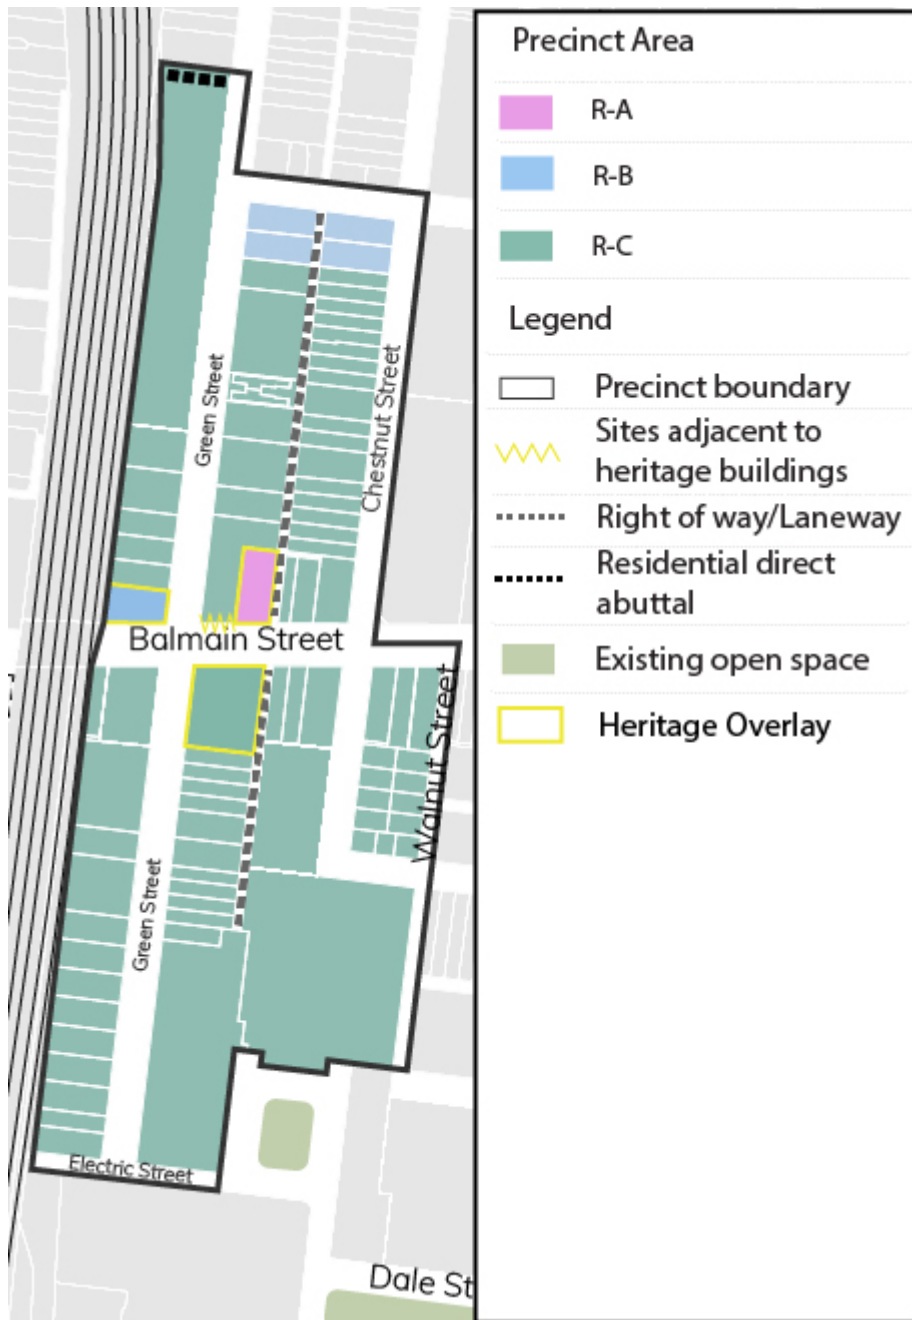 Precinct Area
R-A
R-B
R-C
Legend
Precinct boundary
Sites adjacent to
heritage buildings
Right of way/Laneway
Residential direct
abuttal
Existing open space
Heritage Overlay
Green Street
Chestnut Street
Balmain Street
Walnut Street
Green Street
Electric Street
Dale St